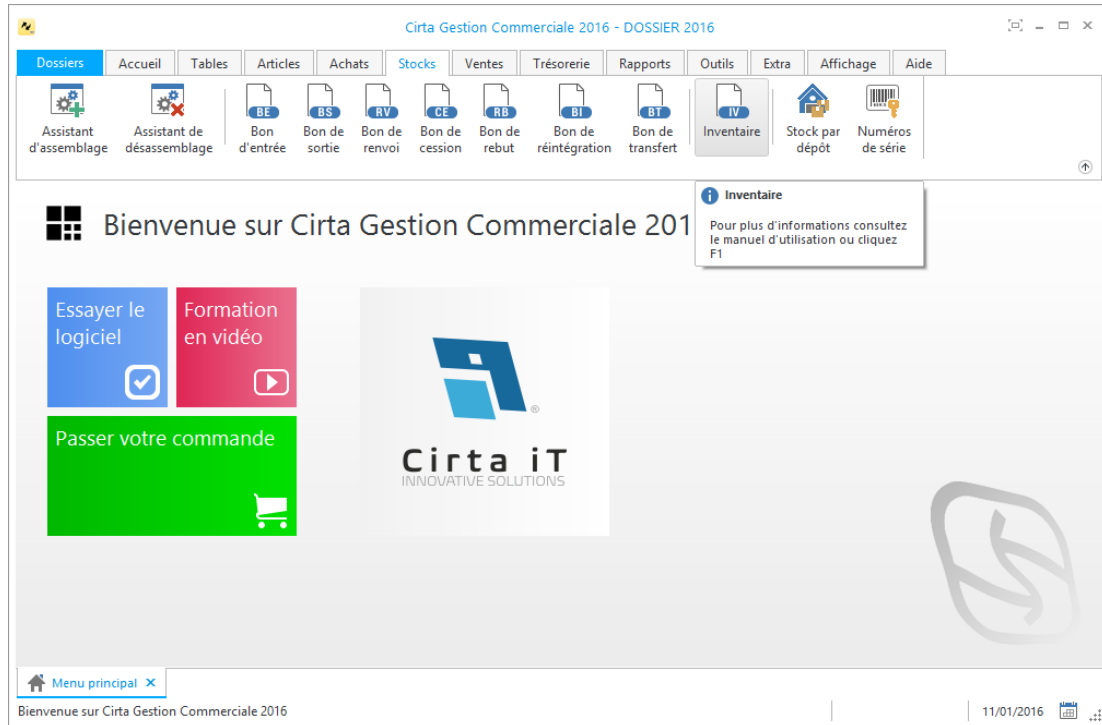 Cirta Gestion Commerciale 2016 - DOSSIER 2016
Dossiers Accueil Tables Articles Achats Stocks Ventes Trésorerie Rapports Outils Extra Affichage Aide
Assistant d'assemblage
Assistant de désassemblage
BE
Bon d'entrée
BS
Bon de sortie
RV
Bon de renvoi
CE
Bon de cession
RB
Bon de rebut
BI
Bon de réintégration
BT
Bon de transfert
IV
Inventaire
Stock par dépôt
Numéros de série
Inventaire
Pour plus d'informations consultez
le manuel d'utilisation ou cliquez
F1
Bienvenue sur Cirta Gestion Commerciale 201
Essayer le
logiciel
Formation
en vidéo
Passer votre commande
Cirta iT
INNOVATIVE SOLUTIONS
Menu principal
Bienvenue sur Cirta Gestion Commerciale 2016
11/01/2016